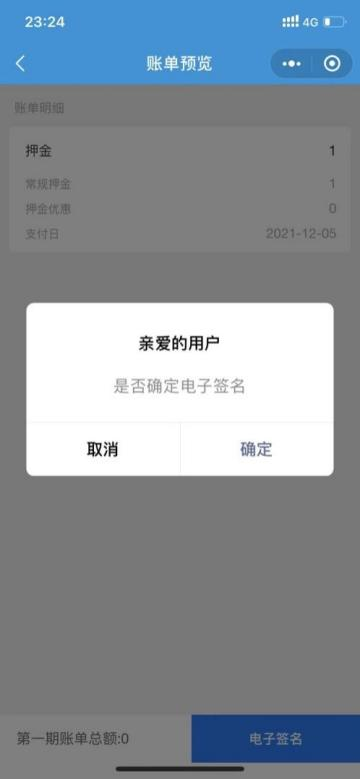 23:24
4G
账单预览
账单明细
押金 1
常规押金 1
押金优惠 0
支付日 2021-12-05
亲爱的用户
是否确定电子签名
取消 确定
第一期账单总额:0 电子签名